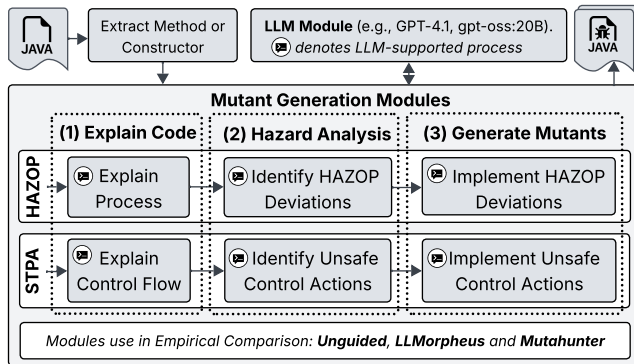 JAVA
Extract Method or
Constructor
LLM Module (e.g., GPT-4.1, gpt-oss:20B).
denotes LLM-supported process
JAVA
Mutant Generation Modules
(1) Explain Code
(2) Hazard Analysis
(3) Generate Mutants
HAZOP
Explain
Process
Identify HAZOP
Deviations
Implement HAZOP
Deviations
STPA
Explain
Control Flow
Identify Unsafe
Control Actions
Implement Unsafe
Control Actions
Modules use in Empirical Comparison: Unguided, LLMorpheus and Mutahunter